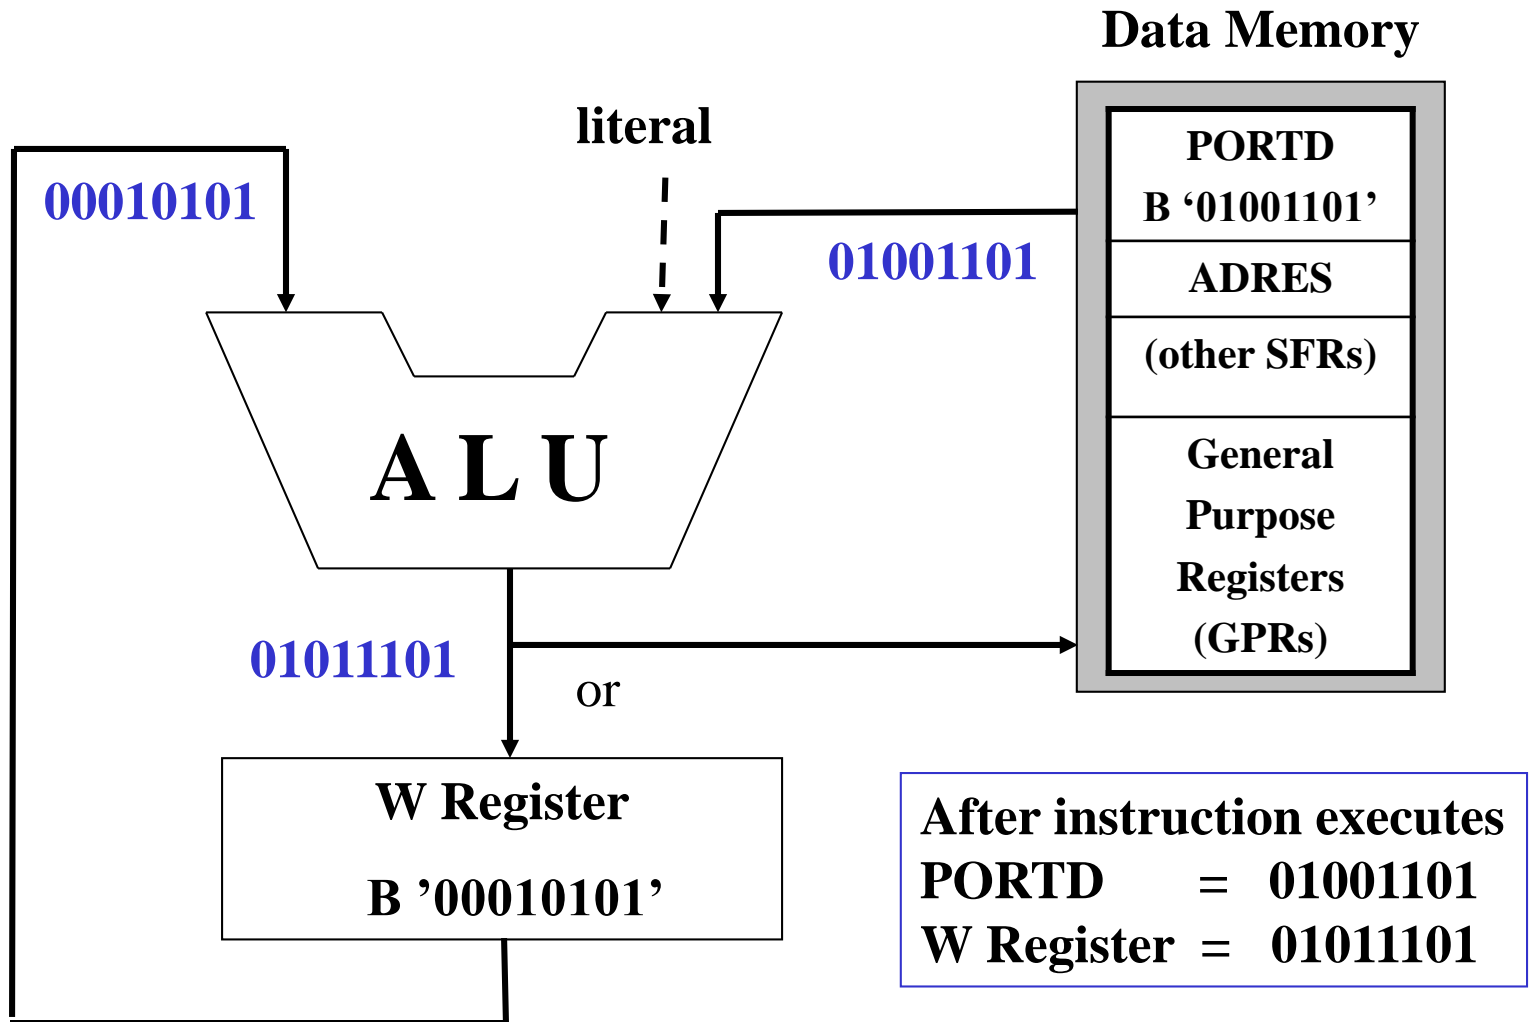 Data Memory
literal
PORTD
B ‘01001101’
00010101
01001101
ADRES
(other SFRs)
General
Purpose
Registers
(GPRs)
A L U
01011101
or
W Register
B ’00010101’
After instruction executes
PORTD = 01001101
W Register = 01011101